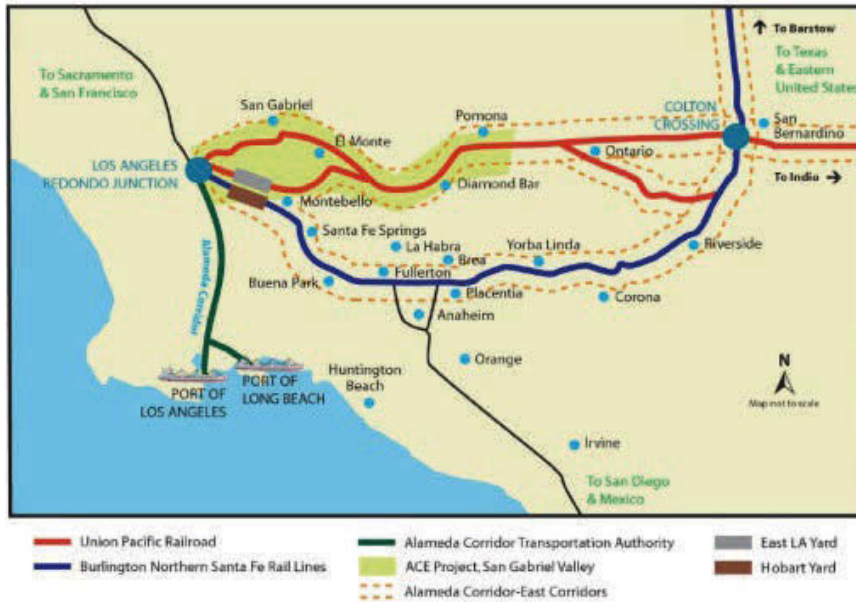 To Barstow
To Texas
& Eastern
United States
To Sacramento
& San Francisco
San Gabriel
Pomona
COLTON
CROSSING
San
Bernardino
El Monte
Ontario
LOS ANGELES
REDONDO JUNCTION
Diamond Bar
To Indio
Montebello
Santa Fe Springs
La Habra
Brea
Yorba Linda
Riverside
Alameda Corridor
Buena Park
Fullerton
Placentia
Corona
Anaheim
Orange
N
Map not to scale
PORT OF
LOS ANGELES
PORT OF
LONG BEACH
Huntington
Beach
Irvine
To San Diego
& Mexico
Union Pacific Railroad
Alameda Corridor Transportation Authority
East LA Yard
Burlington Northern Santa Fe Rail Lines
ACE Project, San Gabriel Valley
Hobart Yard
Alameda Corridor-East Corridors